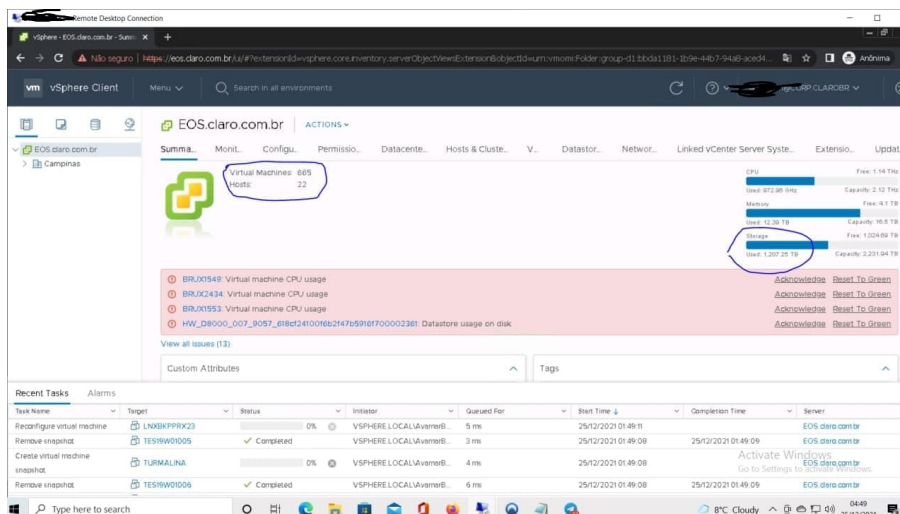 Remote Desktop Connection
vSphere - EOS.claro.com.br - Summ
Não seguro
https://eos.claro.com.br/ui/#?extensionId=vsphere.core.inventory.serverObjectViewsExtension&objectId=urn:vmomi:Folder:group-d1:bbda1181-1b9e-44b7-94a8-aced4...
Anônima
vm vSphere Client
Menu
Search in all environments
@CORP.CLAROBR
EOS.claro.com.br
Campinas
EOS.claro.com.br
ACTIONS
Summa... Monit... Configu... Permissio... Datacente... Hosts & Cluste... V... Datastor... Networ... Linked vCenter Server Syste... Extensio... Updat
Virtual Machines: 665
Hosts: 22
CPU Free: 1.14 THz
Used: 972.96 GHz Capacity: 2.12 THz
Memory Free: 4.1 TB
Used: 12.39 TB Capacity: 16.5 TB
Storage Free: 1,024.69 TB
Used: 1,207.25 TB Capacity: 2,231.94 TB
BRUX1549: Virtual machine CPU usage Acknowledge Reset To Green
BRUX2434: Virtual machine CPU usage Acknowledge Reset To Green
BRUX1553: Virtual machine CPU usage Acknowledge Reset To Green
Datastore usage on disk Acknowledge Reset To Green
View all issues (13)
Custom Attributes
Tags
Recent Tasks Alarms
Task Name Target Status Initiator Queued For Start Time Completion Time Server
Reconfigure virtual machine LNXBKPPRX23 0% VSPHERE.LOCAL\AvamarB... 5 ms 25/12/2021 01:49:11 EOS.claro.com.br
Remove snapshot TES19W01005 Completed VSPHERE.LOCAL\AvamarB... 3 ms 25/12/2021 01:49:08 25/12/2021 01:49:09 EOS.claro.com.br
Create virtual machine snapshot TURMALINA 0% VSPHERE.LOCAL\AvamarB... 4 ms 25/12/2021 01:49:08 EOS.claro.com.br
Remove snapshot TES19W01006 Completed VSPHERE.LOCAL\AvamarB... 6 ms 25/12/2021 01:49:08 25/12/2021 01:49:09 EOS.claro.com.br
Activate Windows
Go to Settings to activate Windows.
Type here to search
8°C Cloudy
04:49